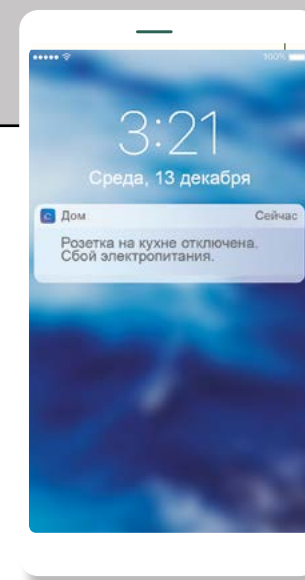 100%
3:21
Среда, 13 декабря
Дом Сейчас
Розетка на кухне отключена.
Сбой электропитания.